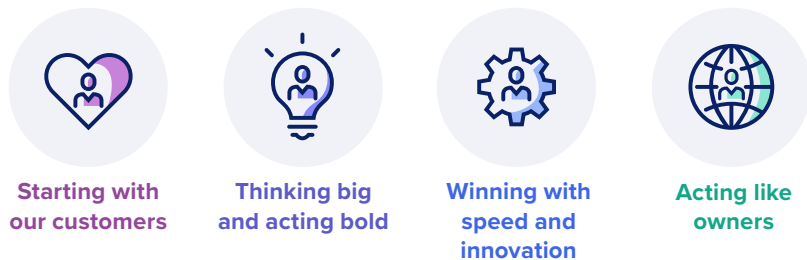 Starting with
our customers
Thinking big
and acting bold
Winning with
speed and
innovation
Acting like
owners